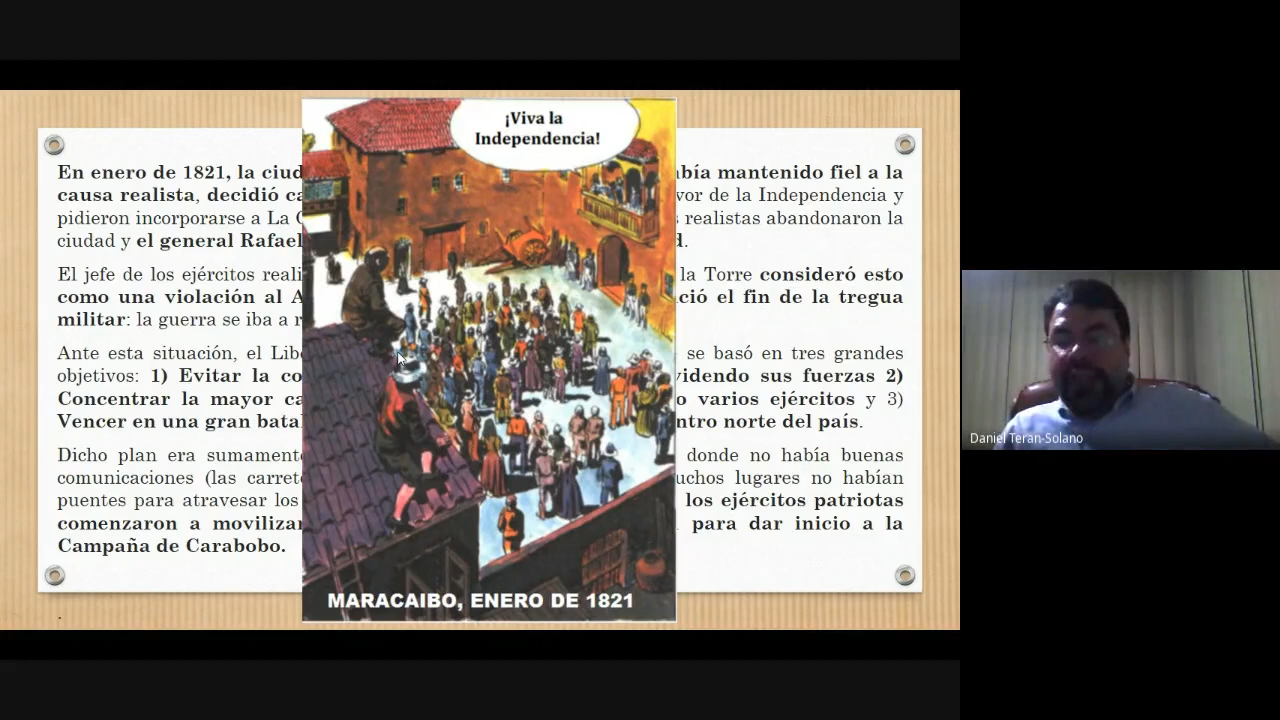 ¡Viva la
Independencia!
En enero de 1821, la ciud bía mantenido fiel a la
causa realista, decidió ca vor de la Independencia y
pidieron incorporarse a La realistas abandonaron la
ciudad y el general Rafael
El jefe de los ejércitos reali la Torre consideró esto
como una violación al A ció el fin de la tregua
militar: la guerra se iba a r
Ante esta situación, el Lib se basó en tres grandes
objetivos: 1) Evitar la co videndo sus fuerzas 2)
Concentrar la mayor ca o varios ejércitos y 3)
Vencer en una gran batal ntro norte del país.
Dicho plan era sumament donde no había buenas
comunicaciones (las carret uchos lugares no habían
puentes para atravesar los los ejércitos patriotas
comenzaron a movilizar para dar inicio a la
Campaña de Carabobo.
MARACAIBO, ENERO DE 1821
Daniel Teran-Solano